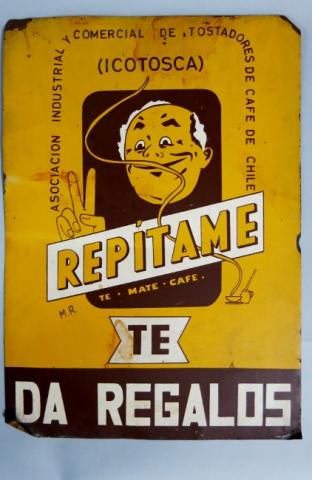 ASOCIACION INDUSTRIAL Y COMERCIAL DE TOSTADORES DE CAFE DE CHILE
(ICOTOSCA)
REPÍTAME
TE · MATE · CAFE .
M.R.
TE
DA REGALOS